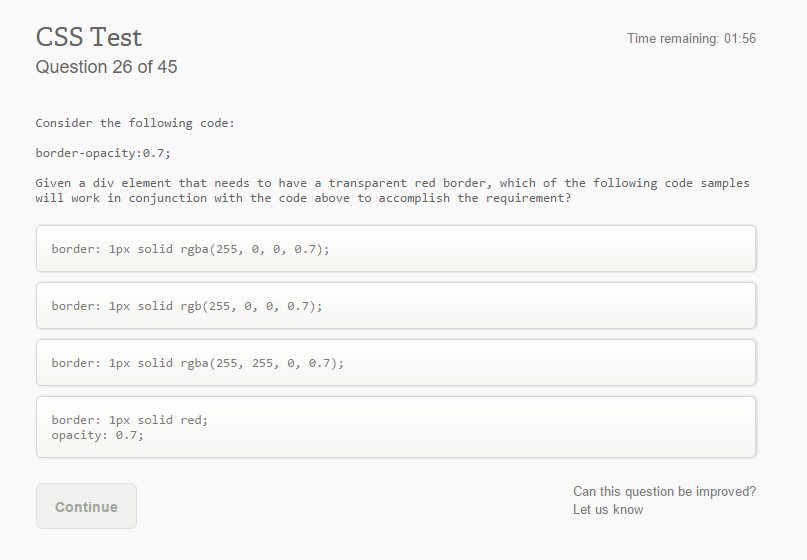 CSS Test
Time remaining: 01:56
Question 26 of 45
Consider the following code:
border-opacity:0.7;
Given a div element that needs to have a transparent red border, which of the following code samples
will work in conjunction with the code above to accomplish the requirement?
border: 1px solid rgba(255, 0, 0, 0.7);
border: 1px solid rgb(255, 0, 0, 0.7);
border: 1px solid rgba(255, 255, 0, 0.7);
border: 1px solid red;
opacity: 0.7;
Continue
Can this question be improved?
Let us know